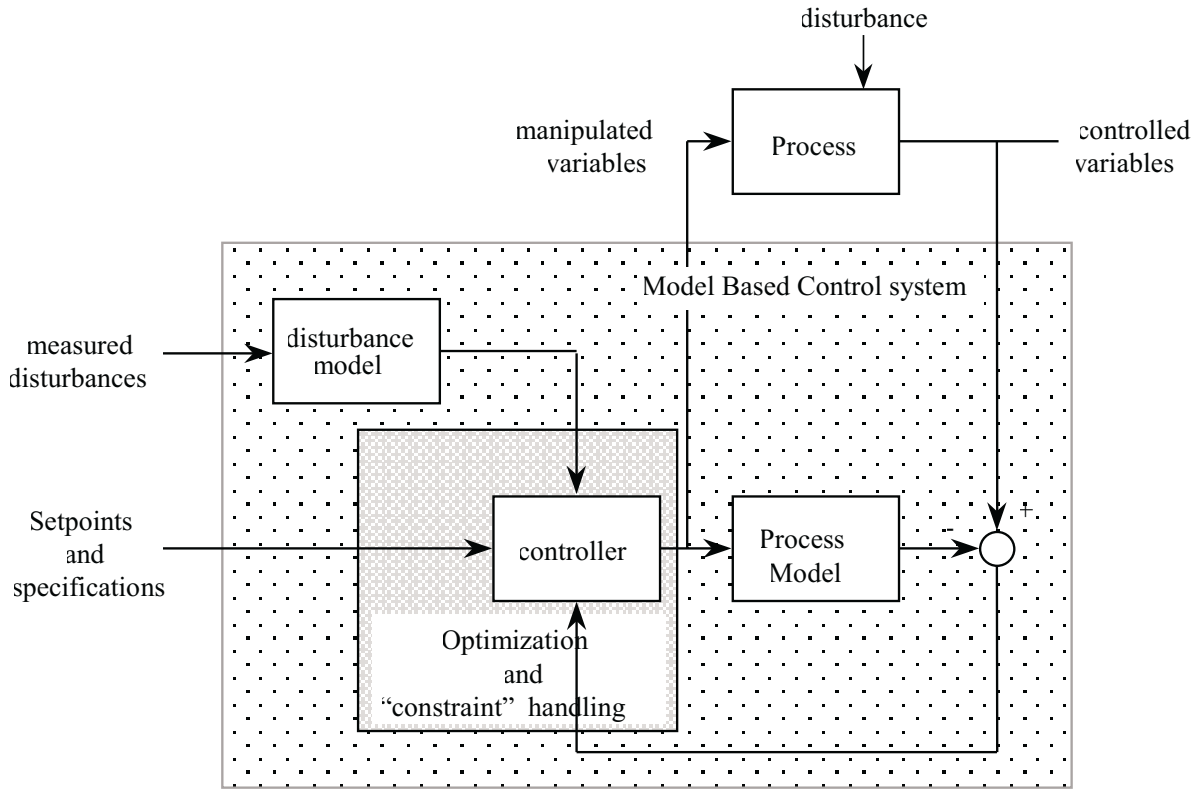 disturbance
manipulated
variables
Process
controlled
variables
Model Based Control system
measured
disturbances
disturbance
model
Setpoints
and
specifications
controller
Process
Model
-
+
Optimization
and
“constraint” handling